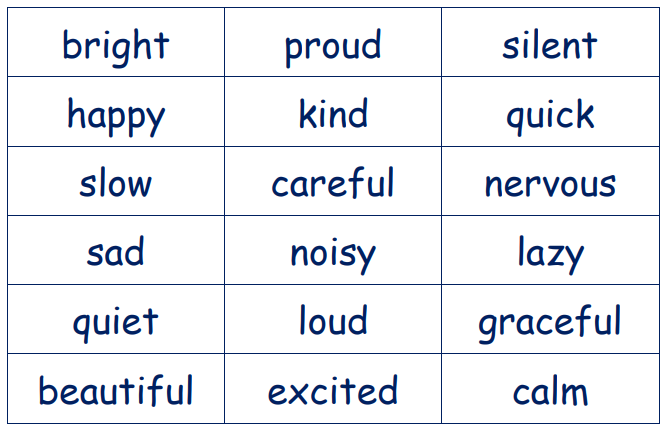 bright proud silent
happy kind quick
slow careful nervous
sad noisy lazy
quiet loud graceful
beautiful excited calm